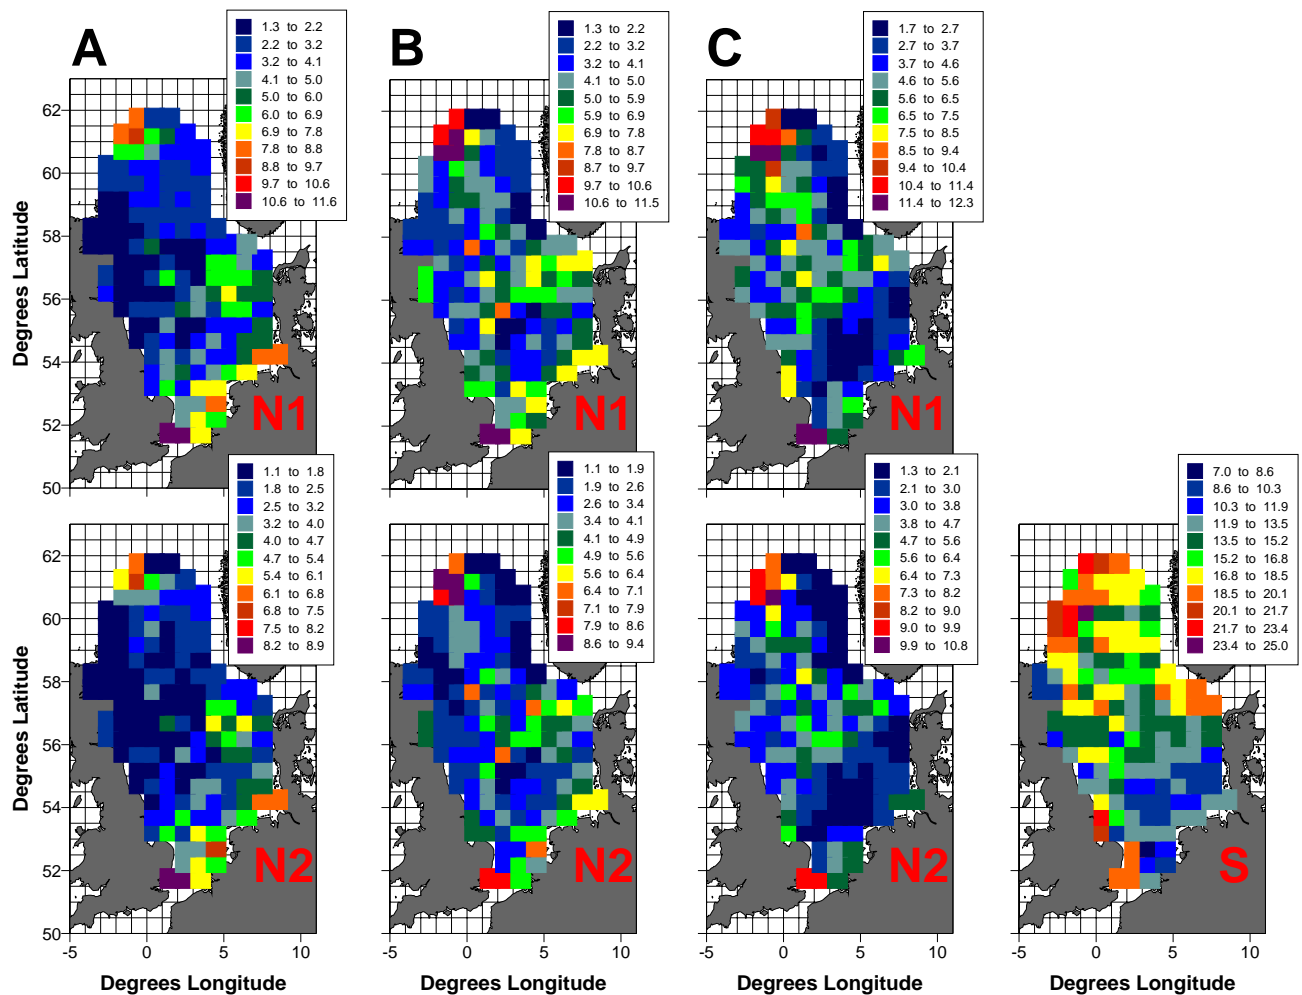 A
B
C
1.3 to 2.2
2.2 to 3.2
3.2 to 4.1
4.1 to 5.0
5.0 to 6.0
6.0 to 6.9
6.9 to 7.8
7.8 to 8.8
8.8 to 9.7
9.7 to 10.6
10.6 to 11.6
1.3 to 2.2
2.2 to 3.2
3.2 to 4.1
4.1 to 5.0
5.0 to 5.9
5.9 to 6.9
6.9 to 7.8
7.8 to 8.7
8.7 to 9.7
9.7 to 10.6
10.6 to 11.5
1.7 to 2.7
2.7 to 3.7
3.7 to 4.6
4.6 to 5.6
5.6 to 6.5
6.5 to 7.5
7.5 to 8.5
8.5 to 9.4
9.4 to 10.4
10.4 to 11.4
11.4 to 12.3
Degrees Latitude
62
60
58
56
54
52
50
N1
N1
N1
1.1 to 1.8
1.8 to 2.5
2.5 to 3.2
3.2 to 4.0
4.0 to 4.7
4.7 to 5.4
5.4 to 6.1
6.1 to 6.8
6.8 to 7.5
7.5 to 8.2
8.2 to 8.9
1.1 to 1.9
1.9 to 2.6
2.6 to 3.4
3.4 to 4.1
4.1 to 4.9
4.9 to 5.6
5.6 to 6.4
6.4 to 7.1
7.1 to 7.9
7.9 to 8.6
8.6 to 9.4
1.3 to 2.1
2.1 to 3.0
3.0 to 3.8
3.8 to 4.7
4.7 to 5.6
5.6 to 6.4
6.4 to 7.3
7.3 to 8.2
8.2 to 9.0
9.0 to 9.9
9.9 to 10.8
7.0 to 8.6
8.6 to 10.3
10.3 to 11.9
11.9 to 13.5
13.5 to 15.2
15.2 to 16.8
16.8 to 18.5
18.5 to 20.1
20.1 to 21.7
21.7 to 23.4
23.4 to 25.0
Degrees Latitude
62
60
58
56
54
52
50
N2
N2
N2
S
-5 0 5 10
-5 0 5 10
-5 0 5 10
-5 0 5 10
Degrees Longitude
Degrees Longitude
Degrees Longitude
Degrees Longitude